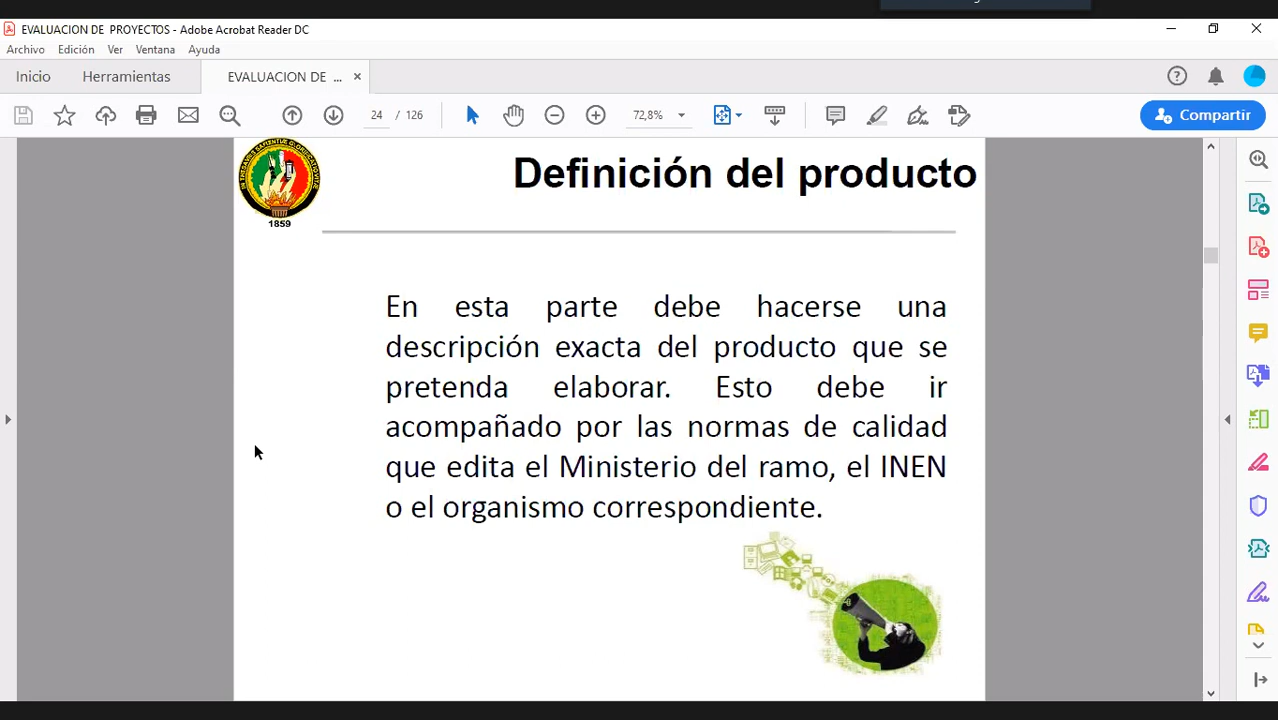 EVALUACION DE  PROYECTOS - Adobe Acrobat Reader DC
Archivo Edición Ver Ventana Ayuda
Inicio Herramientas EVALUACION DE ... ×
24 / 126 72,8% Compartir
Definición del producto
1859
En esta parte debe hacerse una
descripción exacta del producto que se
pretenda elaborar. Esto debe ir
acompañado por las normas de calidad
que edita el Ministerio del ramo, el INEN
o el organismo correspondiente.